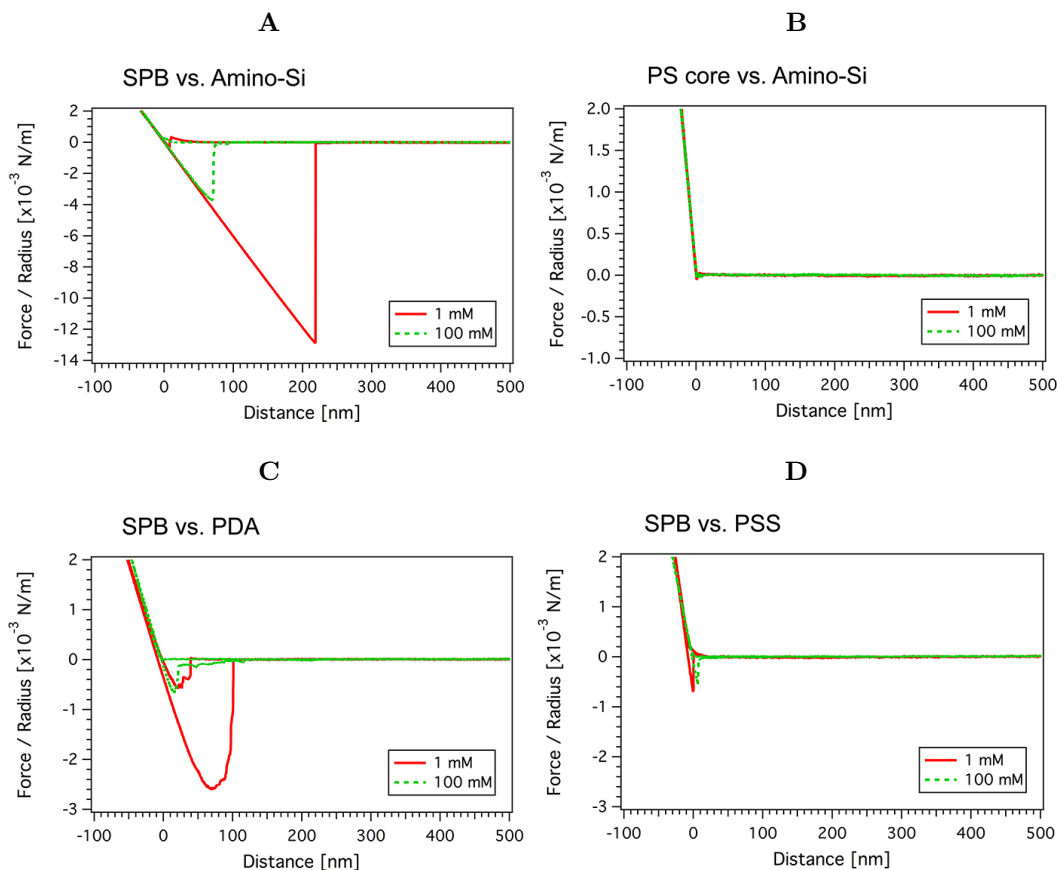 A
SPB vs. Amino-Si
Force / Radius [x10⁻³ N/m]
2
0
-2
-4
-6
-8
-10
-12
-14
1 mM
100 mM
-100 0 100 200 300 400 500
Distance [nm]
B
PS core vs. Amino-Si
Force / Radius [x10⁻³ N/m]
2.0
1.5
1.0
0.5
0.0
-0.5
-1.0
1 mM
100 mM
-100 0 100 200 300 400 500
Distance [nm]
C
SPB vs. PDA
Force / Radius [x10⁻³ N/m]
2
1
0
-1
-2
-3
1 mM
100 mM
-100 0 100 200 300 400 500
Distance [nm]
D
SPB vs. PSS
Force / Radius [x10⁻³ N/m]
2
1
0
-1
-2
-3
1 mM
100 mM
-100 0 100 200 300 400 500
Distance [nm]